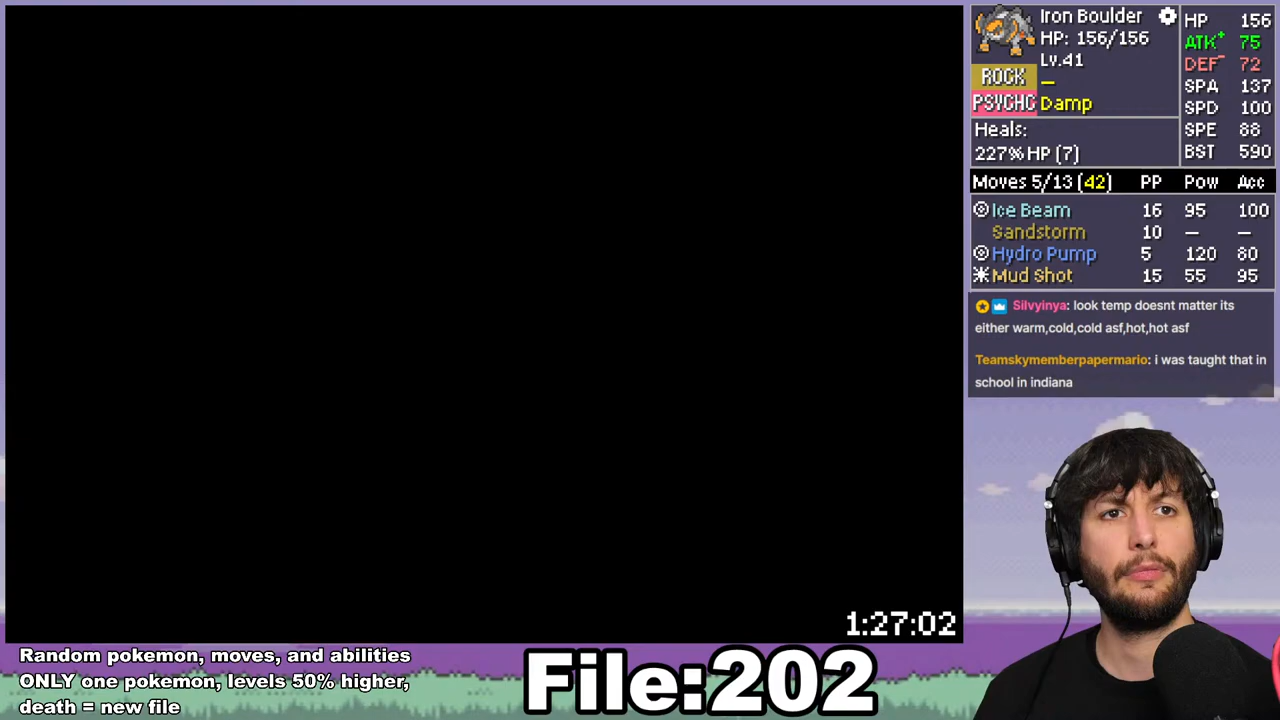 Iron Boulder
HP: 156/156
Lv.41
ROCK
—
PSYCHC
Damp
Heals:
227% HP (7)
HP 156
ATK+ 75
DEF- 72
SPA 137
SPD 100
SPE 88
BST 590
Moves 5/13 (42) PP Pow Acc
Ice Beam 16 95 100
Sandstorm 10 — —
Hydro Pump 5 120 80
Mud Shot 15 55 95
Silvyinya: look temp doesnt matter its
either warm,cold,cold asf,hot,hot asf
Teamskymemberpapermario: i was taught that in
school in indiana
1:27:02
Random pokemon, moves, and abilities
ONLY one pokemon, levels 50% higher,
death = new file
File:202